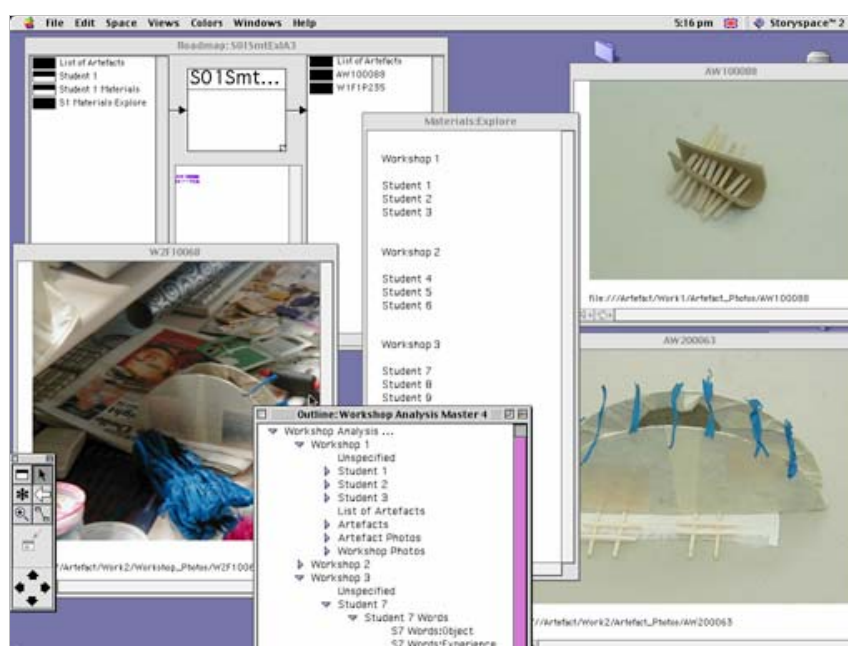 File Edit Space Views Colors Windows Help
5:16 pm Storyspace™ 2
Roadmap: S01SmtExlA3
List of Artefacts
Student 1
Student 1 Materials
S1 Materials:Explore
S01Smt...
List of Artefacts
AW100088
W1F1P235
Materials:Explore
Workshop 1
Student 1
Student 2
Student 3
Workshop 2
Student 4
Student 5
Student 6
Workshop 3
Student 7
Student 8
Student 9
AW100088
file:///Artefact/Work1/Artefact_Photos/AW100088
W2F10060
//Artefact/Work2/Workshop_Photos/W2F1006
AW200063
///Artefact/Work2/Artefact_Photos/AW200063
Outline: Workshop Analysis Master 4
Workshop Analysis ...
Workshop 1
Unspecified
Student 1
Student 2
Student 3
List of Artefacts
Artefacts
Artefact Photos
Workshop Photos
Workshop 2
Workshop 3
Unspecified
Student 7
Student 7 Words
S7 Words:Object
S7 Words:Experience